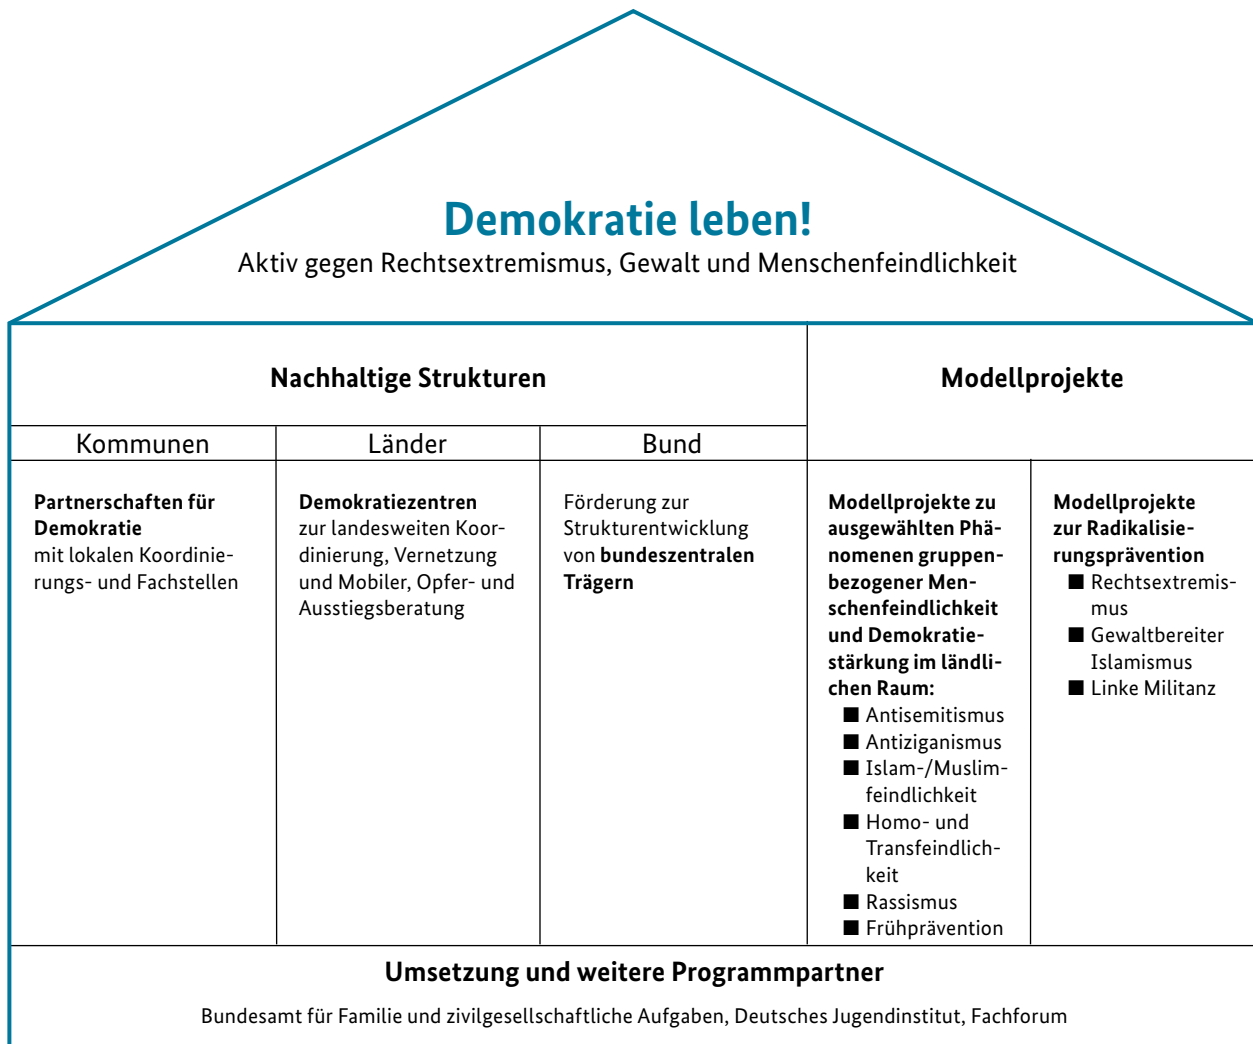 Demokratie leben!
Aktiv gegen Rechtsextremismus, Gewalt und Menschenfeindlichkeit
Nachhaltige Strukturen
Modellprojekte
Kommunen
Länder
Bund
Partnerschaften für
Demokratie
mit lokalen Koordinie-
rungs- und Fachstellen
Demokratiezentren
zur landesweiten Koor-
dinierung, Vernetzung
und Mobiler, Opfer- und
Ausstiegsberatung
Förderung zur
Strukturentwicklung
von bundeszentralen
Trägern
Modellprojekte zu
ausgewählten Phä-
nomenen gruppen-
bezogener Men-
schenfeindlichkeit
und Demokratie-
stärkung im ländli-
chen Raum:
■ Antisemitismus
■ Antiziganismus
■ Islam-/Muslim-
feindlichkeit
■ Homo- und
Transfeindlich-
keit
■ Rassismus
■ Frühprävention
Modellprojekte
zur Radikalisie-
rungsprävention
■ Rechtsextremis-
mus
■ Gewaltbereiter
Islamismus
■ Linke Militanz
Umsetzung und weitere Programmpartner
Bundesamt für Familie und zivilgesellschaftliche Aufgaben, Deutsches Jugendinstitut, Fachforum